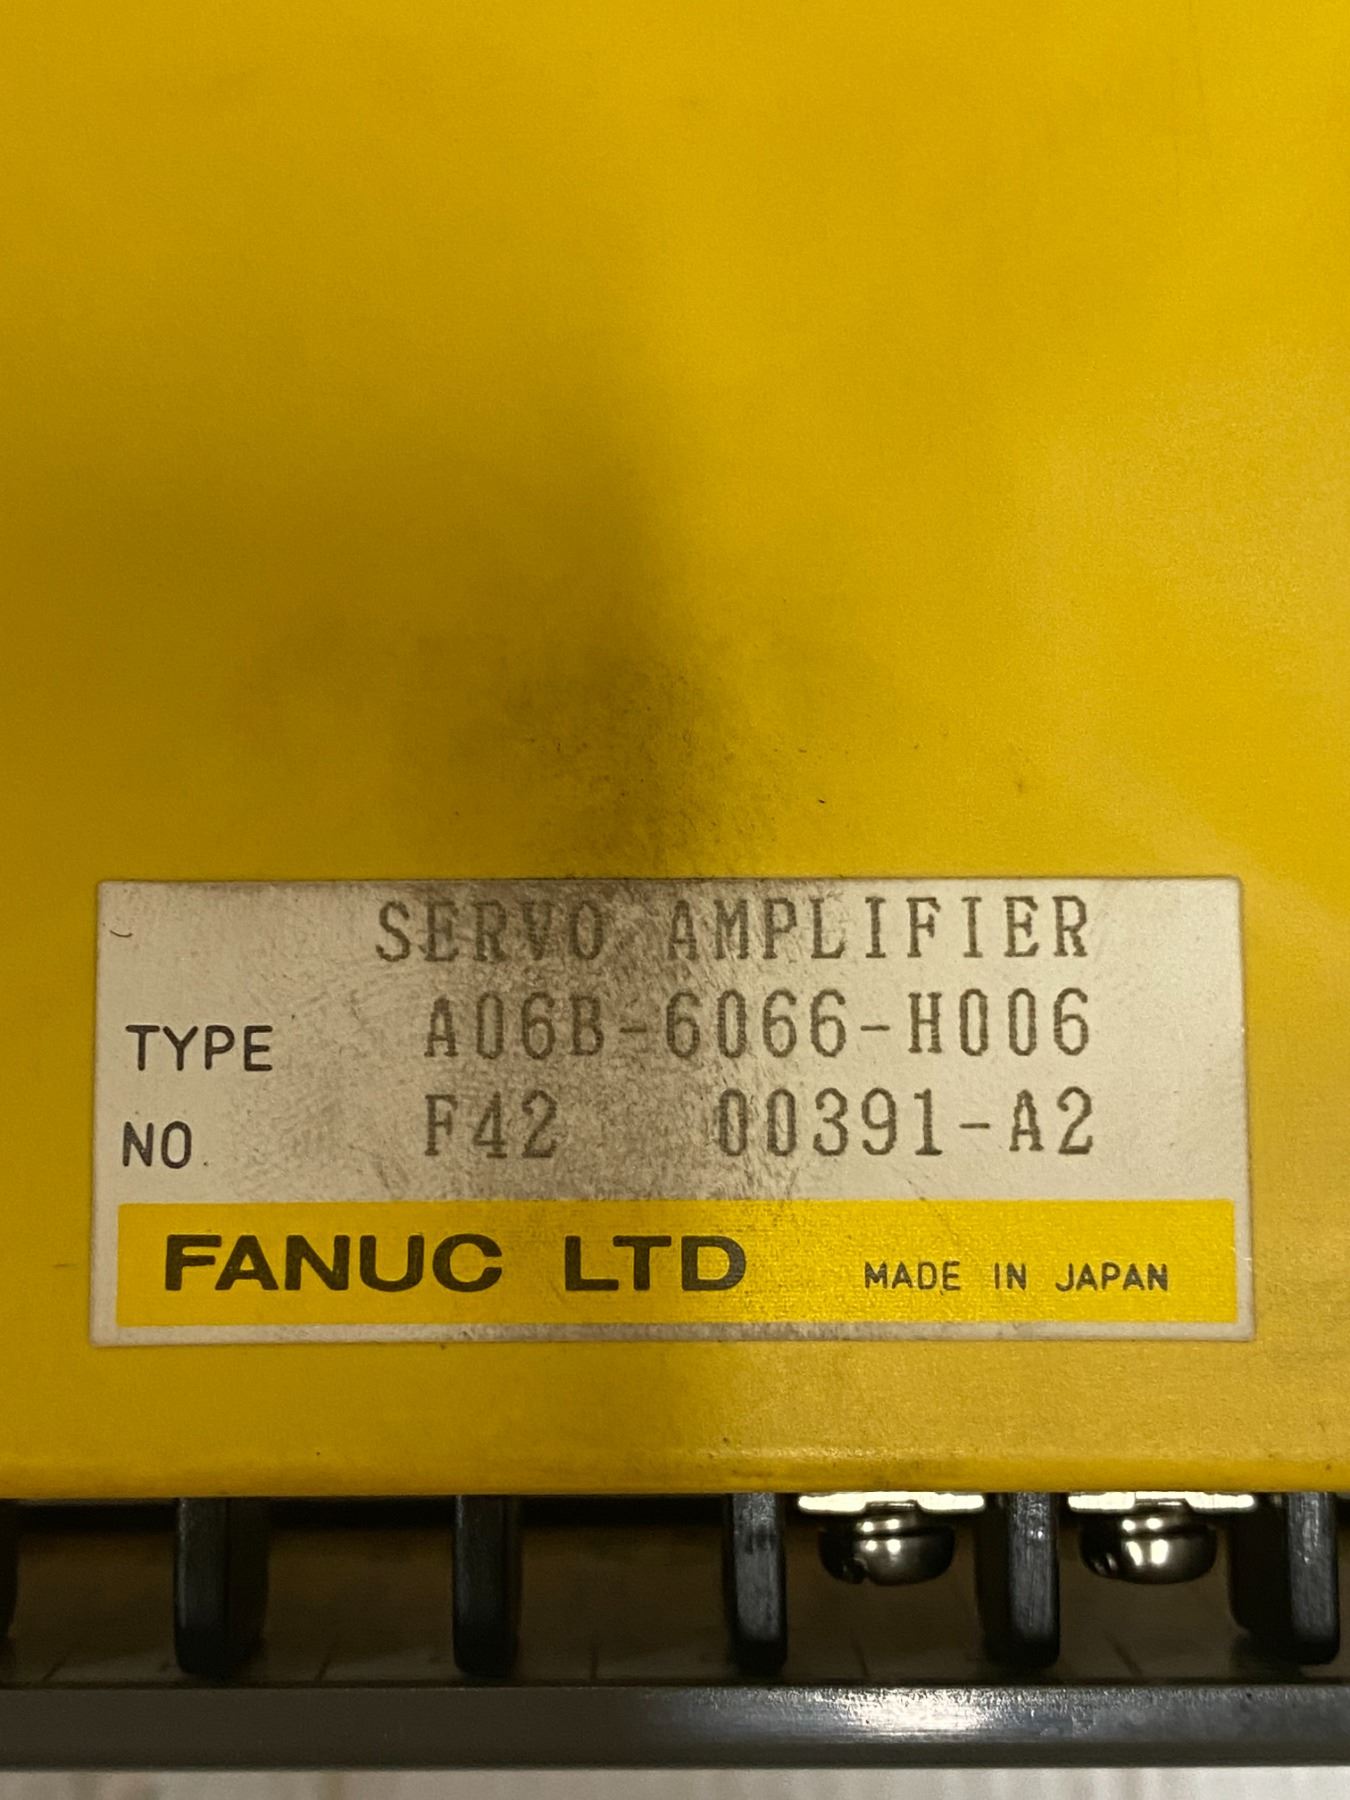 SERVO AMPLIFIER
TYPE A06B-6066-H006
NO. F42 00391-A2
FANUC LTD MADE IN JAPAN